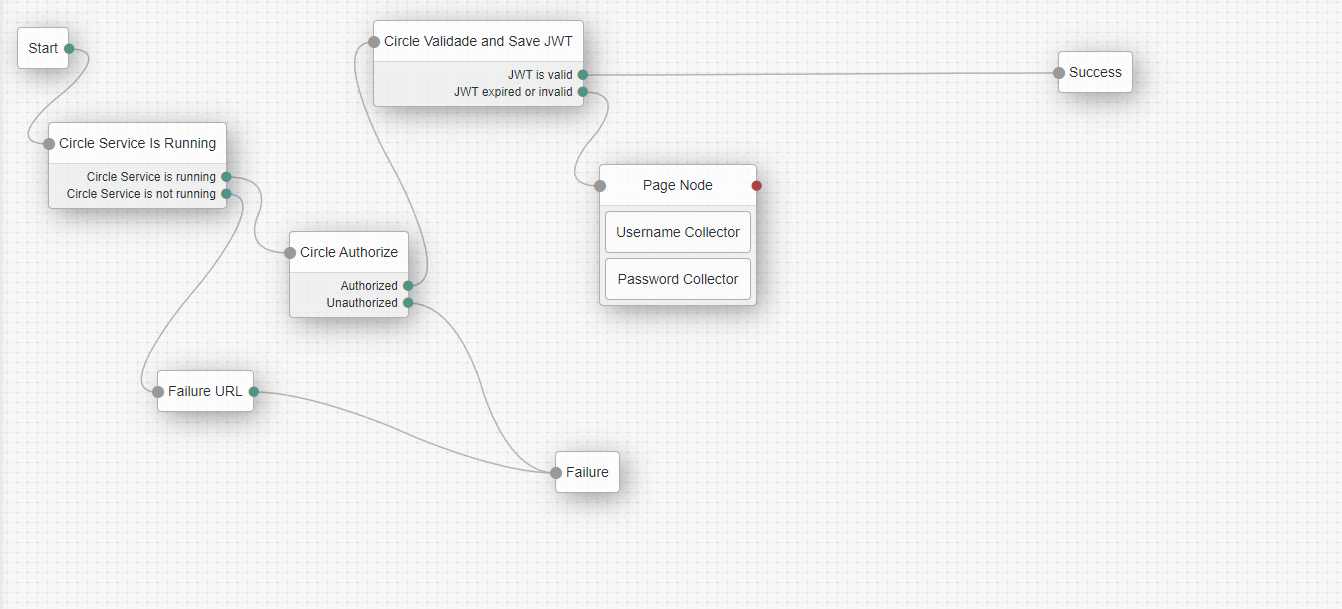 Start
Circle Service Is Running
Circle Service is running
Circle Service is not running
Circle Authorize
Authorized
Unauthorized
Circle Validade and Save JWT
JWT is valid
JWT expired or invalid
Page Node
Username Collector
Password Collector
Success
Failure URL
Failure